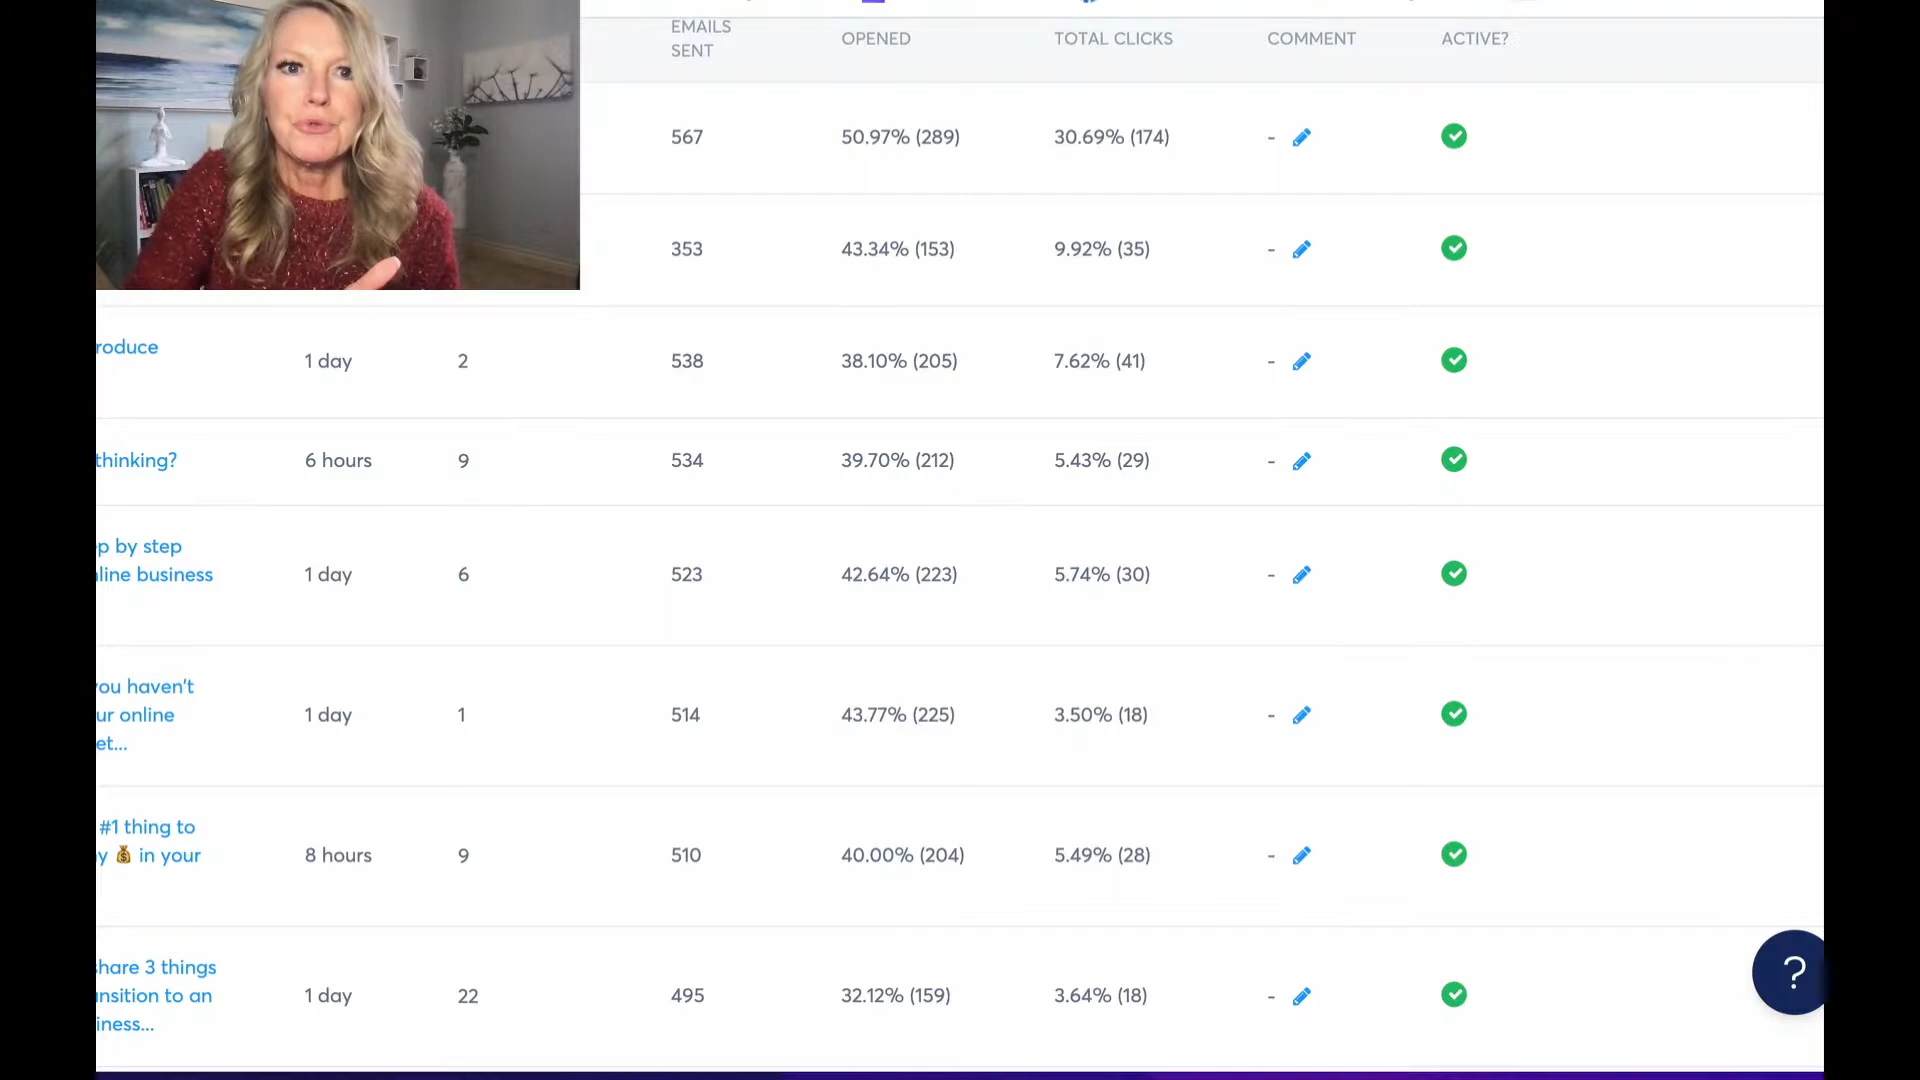 EMAILS
SENT
OPENED
TOTAL CLICKS
COMMENT
ACTIVE?
567
50.97% (289)
30.69% (174)
-
353
43.34% (153)
9.92% (35)
-
roduce
1 day
2
538
38.10% (205)
7.62% (41)
-
thinking?
6 hours
9
534
39.70% (212)
5.43% (29)
-
p by step
line business
1 day
6
523
42.64% (223)
5.74% (30)
-
ou haven't
ur online
et...
1 day
1
514
43.77% (225)
3.50% (18)
-
#1 thing to
y 💰 in your
8 hours
9
510
40.00% (204)
5.49% (28)
-
hare 3 things
nsition to an
iness...
1 day
22
495
32.12% (159)
3.64% (18)
-
?